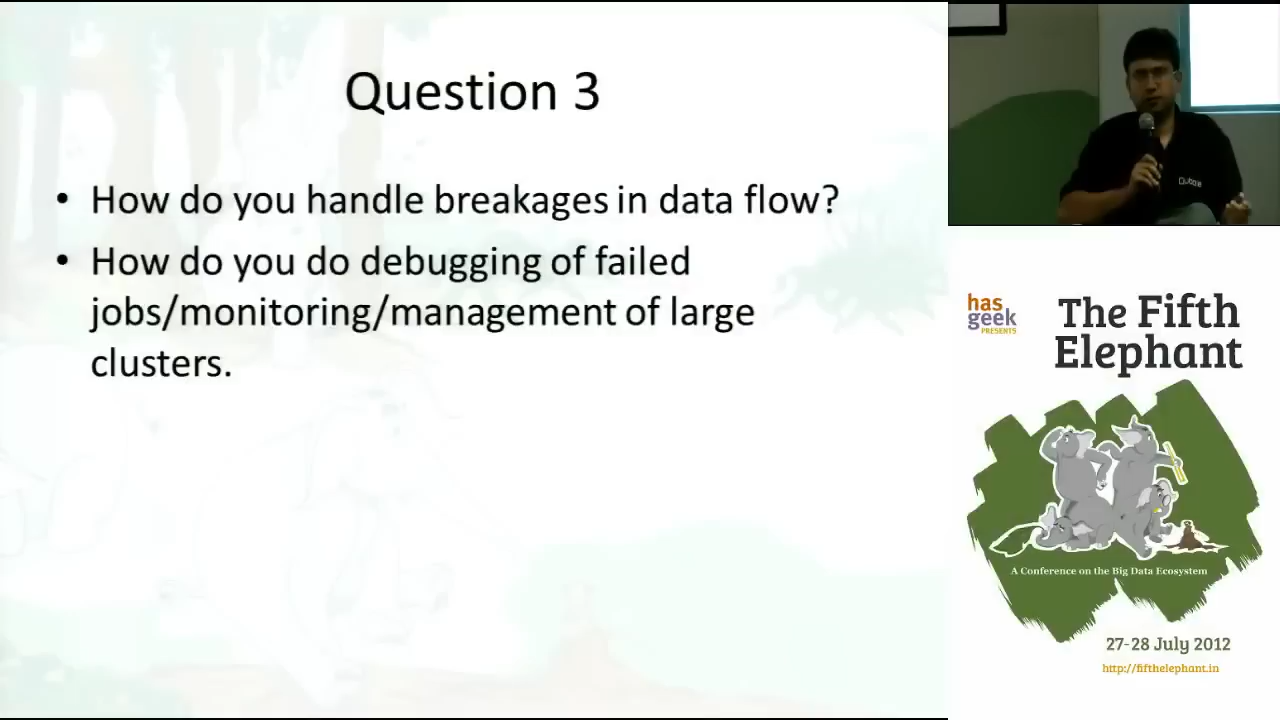 Question 3
• How do you handle breakages in data flow?
• How do you do debugging of failed
jobs/monitoring/management of large
clusters.
Qubole
has
geek
PRESENTS
The Fifth
Elephant
A Conference on the Big Data Ecosystem
27-28 July 2012
http://fifthelephant.in